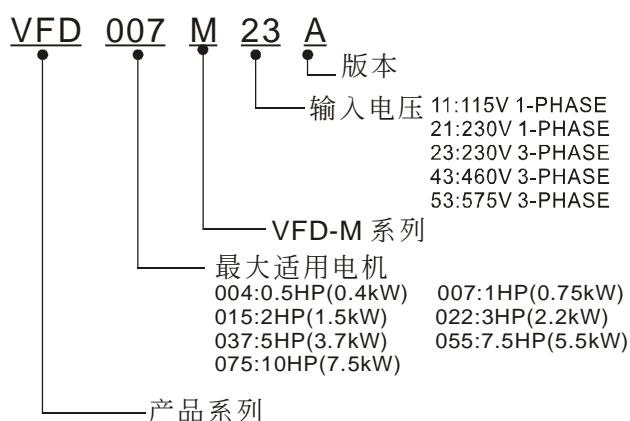 VFD 007 M 23 A
版本
输入电压 11:115V 1-PHASE
21:230V 1-PHASE
23:230V 3-PHASE
43:460V 3-PHASE
53:575V 3-PHASE
VFD-M 系列
最大适用电机
004:0.5HP(0.4kW) 007:1HP(0.75kW)
015:2HP(1.5kW) 022:3HP(2.2kW)
037:5HP(3.7kW) 055:7.5HP(5.5kW)
075:10HP(7.5kW)
产品系列